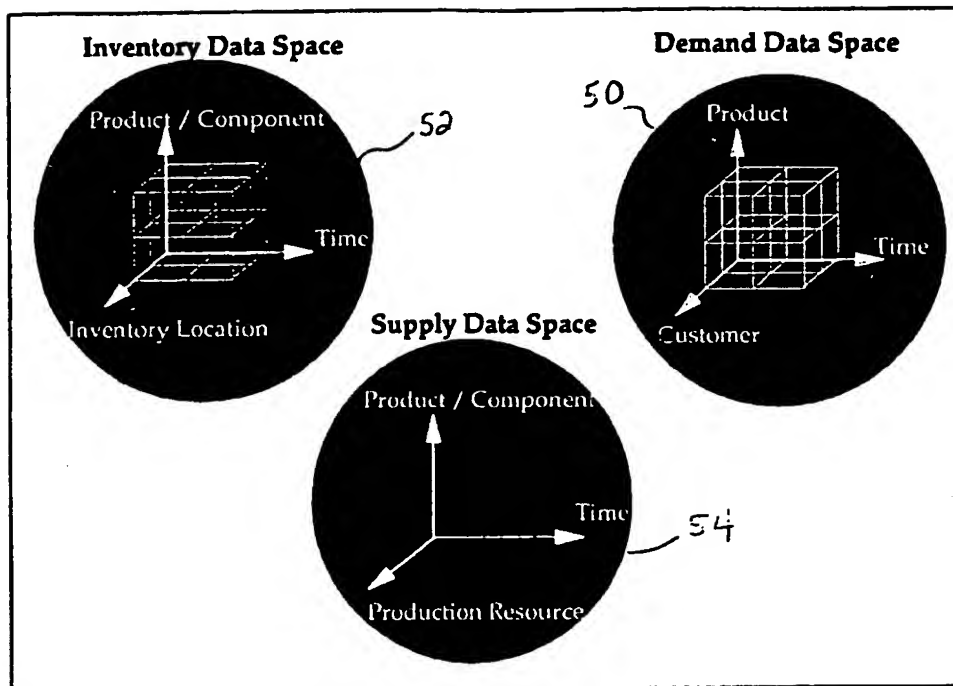 Inventory Data Space
Product / Component
52
Time
Inventory Location
Demand Data Space
50
Product
Time
Customer
Supply Data Space
Product / Component
Time
54
Production Resource